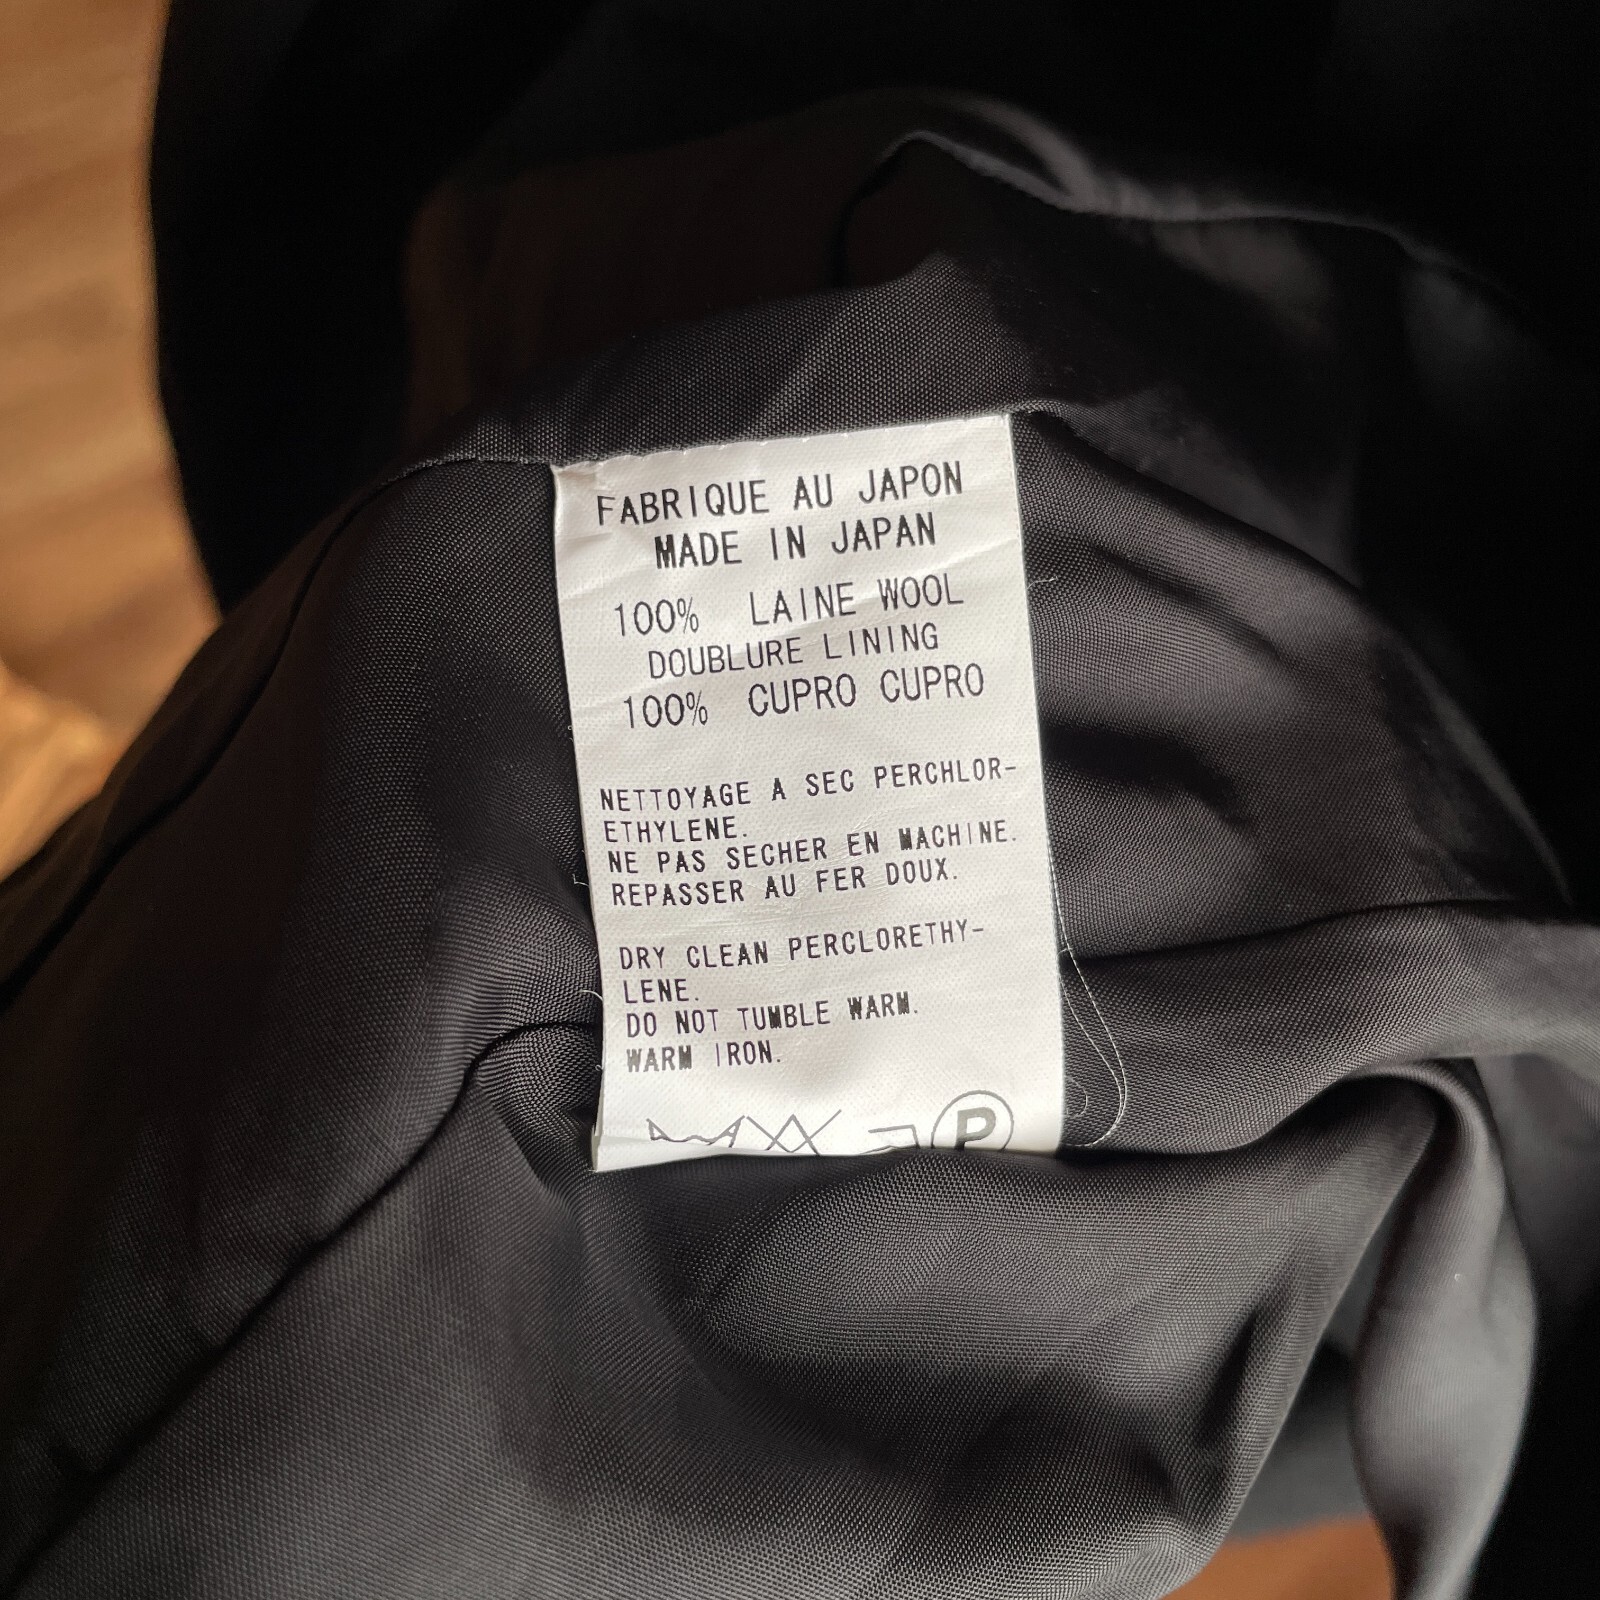 FABRIQUE AU JAPON
MADE IN JAPAN
100% LAINE WOOL
DOUBLURE LINING
100% CUPRO CUPRO
NETTOYAGE A SEC PERCHLOR-
ETHYLENE.
NE PAS SECHER EN MACHINE.
REPASSER AU FER DOUX.
DRY CLEAN PERCLORETHY-
LENE.
DO NOT TUMBLE WARM.
WARM IRON.
P